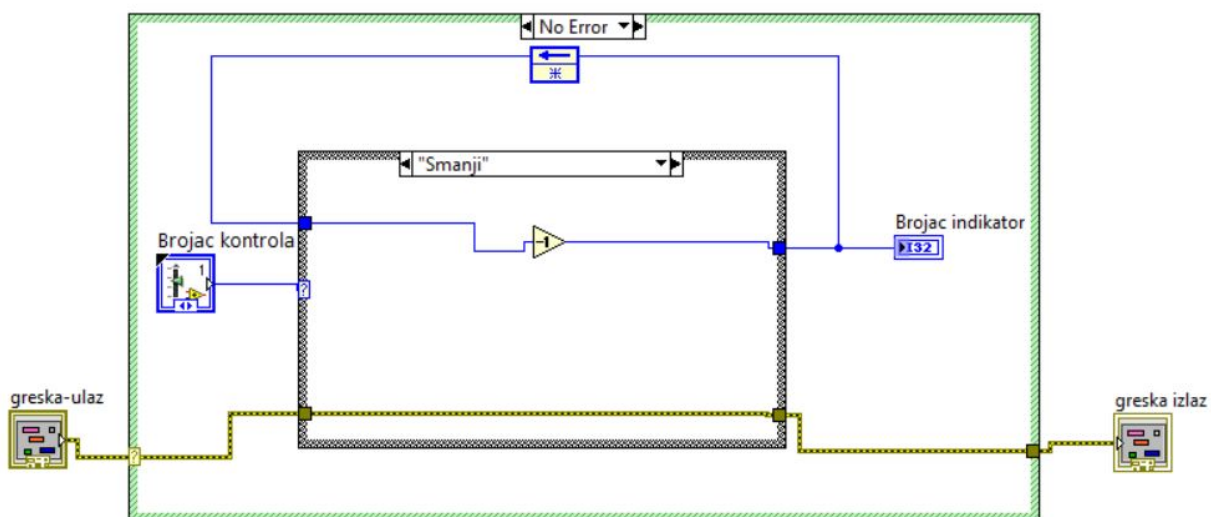 No Error
"Smanji"
Brojac kontrola
1
?
-1
Brojac indikator
I32
greska-ulaz
?
greska izlaz